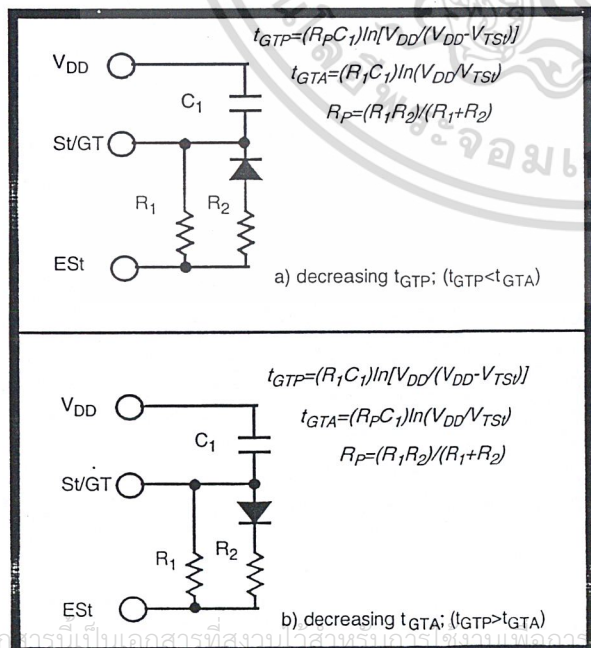 t_GTP=(R_PC_1)ln[V_DD/(V_DD-V_TSt)]
t_GTA=(R_1C_1)ln(V_DD/V_TSt)
R_P=(R_1R_2)/(R_1+R_2)
V_DD
C_1
St/GT
R_1
R_2
ESt
a) decreasing t_GTP; (t_GTP<t_GTA)
t_GTP=(R_1C_1)ln[V_DD/(V_DD-V_TSt)]
t_GTA=(R_PC_1)ln(V_DD/V_TSt)
R_P=(R_1R_2)/(R_1+R_2)
V_DD
C_1
St/GT
R_1
R_2
ESt
b) decreasing t_GTA; (t_GTP>t_GTA)